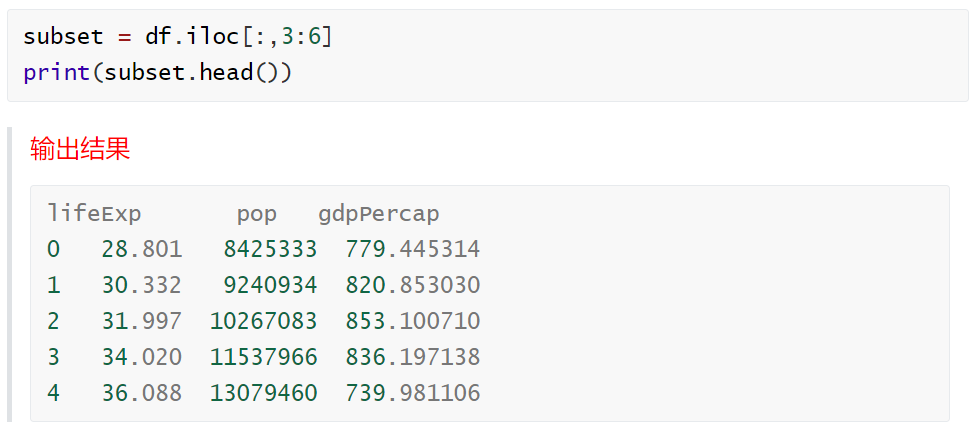 subset = df.iloc[:,3:6]
print(subset.head())
输出结果
lifeExp       pop   gdpPercap
0   28.801   8425333  779.445314
1   30.332   9240934  820.853030
2   31.997  10267083  853.100710
3   34.020  11537966  836.197138
4   36.088  13079460  739.981106